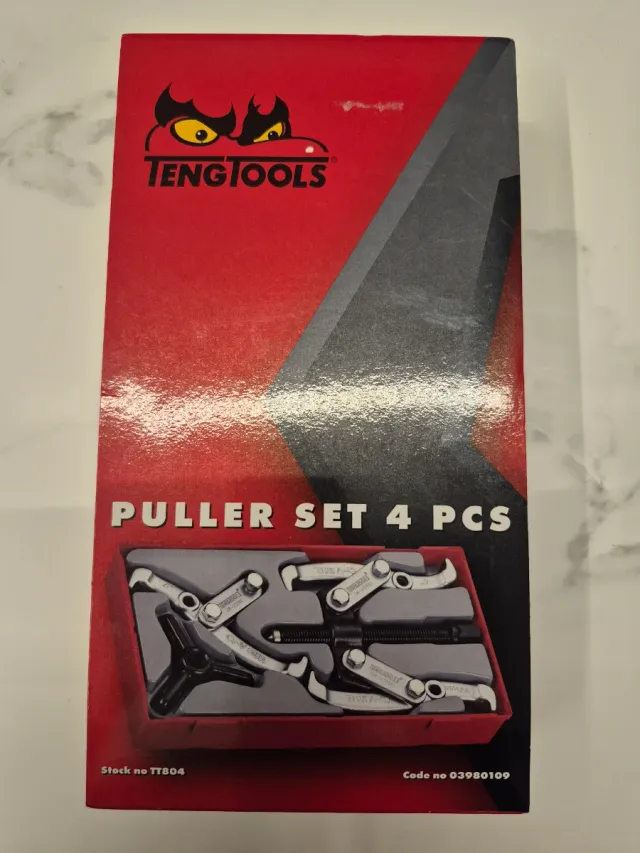 TENGTOOLS®
PULLER SET 4 PCS
Stock no TT804
Code no 03980109